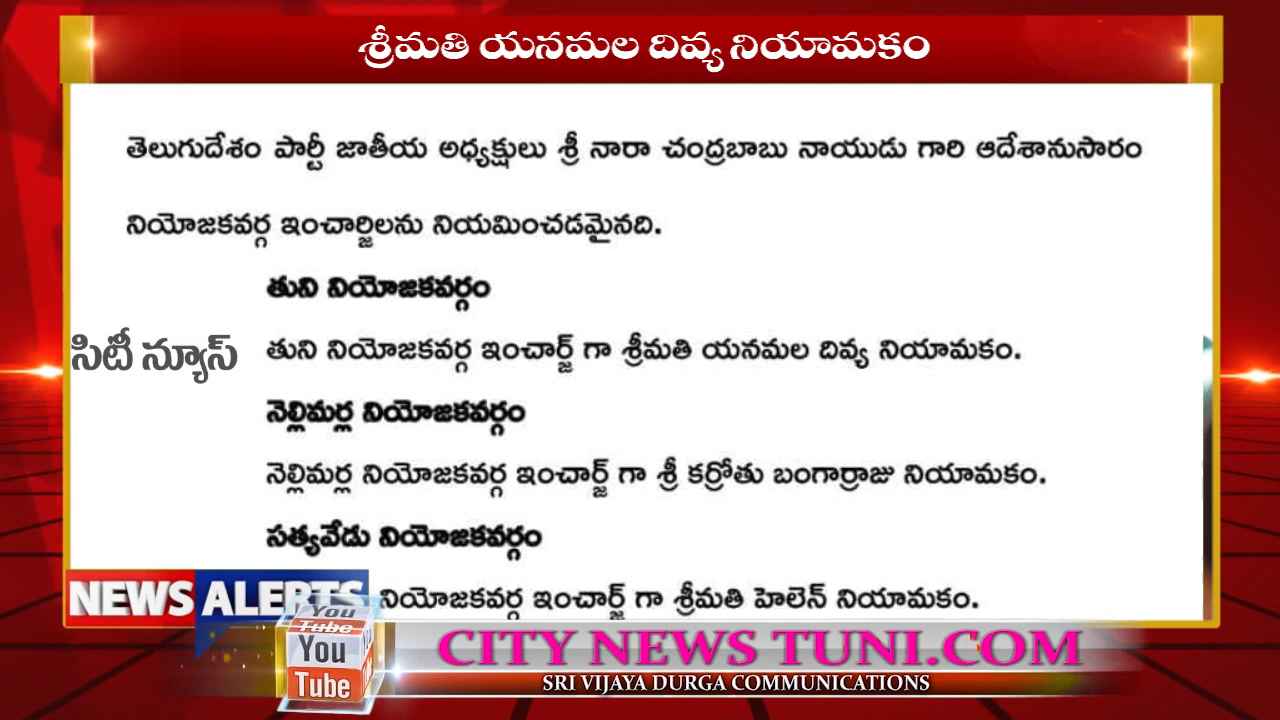 శ్రీమతి యనమల దివ్య నియామకం
తెలుగుదేశం పార్టీ జాతీయ అధ్యక్షులు శ్రీ నారా చంద్రబాబు నాయుడు గారి ఆదేశానుసారం
నియోజకవర్గ ఇంచార్జిలను నియమించడమైనది.
తుని నియోజకవర్గం
తుని నియోజకవర్గ ఇంచార్జ్ గా శ్రీమతి యనమల దివ్య నియామకం.
సిటీ న్యూస్
నెల్లిమర్ల నియోజకవర్గం
నెల్లిమర్ల నియోజకవర్గ ఇంచార్జ్ గా శ్రీ కర్రోతు బంగార్రాజు నియామకం.
సత్యవేడు నియోజకవర్గం
నియోజకవర్గ ఇంచార్జ్ గా శ్రీమతి హెలెన్ నియామకం.
NEWS ALERTS
You Tube
You
Tube
CITY NEWS TUNI.COM
SRI VIJAYA DURGA COMMUNICATIONS